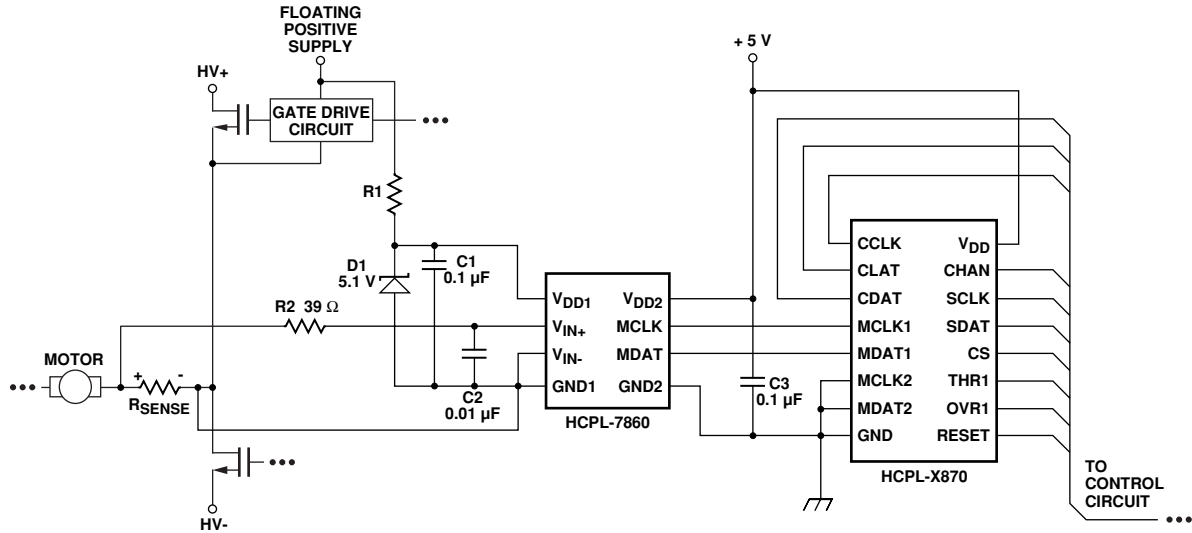 FLOATING
POSITIVE
SUPPLY
HV+
GATE DRIVE
CIRCUIT
•••
R1
D1
5.1 V
C1
0.1 µF
R2 39 Ω
MOTOR
•••
+ -
RSENSE
C2
0.01 µF
•••
HV-
VDD1
VIN+
VIN-
GND1
VDD2
MCLK
MDAT
GND2
HCPL-7860
+ 5 V
C3
0.1 µF
CCLK
CLAT
CDAT
MCLK1
MDAT1
MCLK2
MDAT2
GND
VDD
CHAN
SCLK
SDAT
CS
THR1
OVR1
RESET
HCPL-X870
TO
CONTROL
CIRCUIT
•••